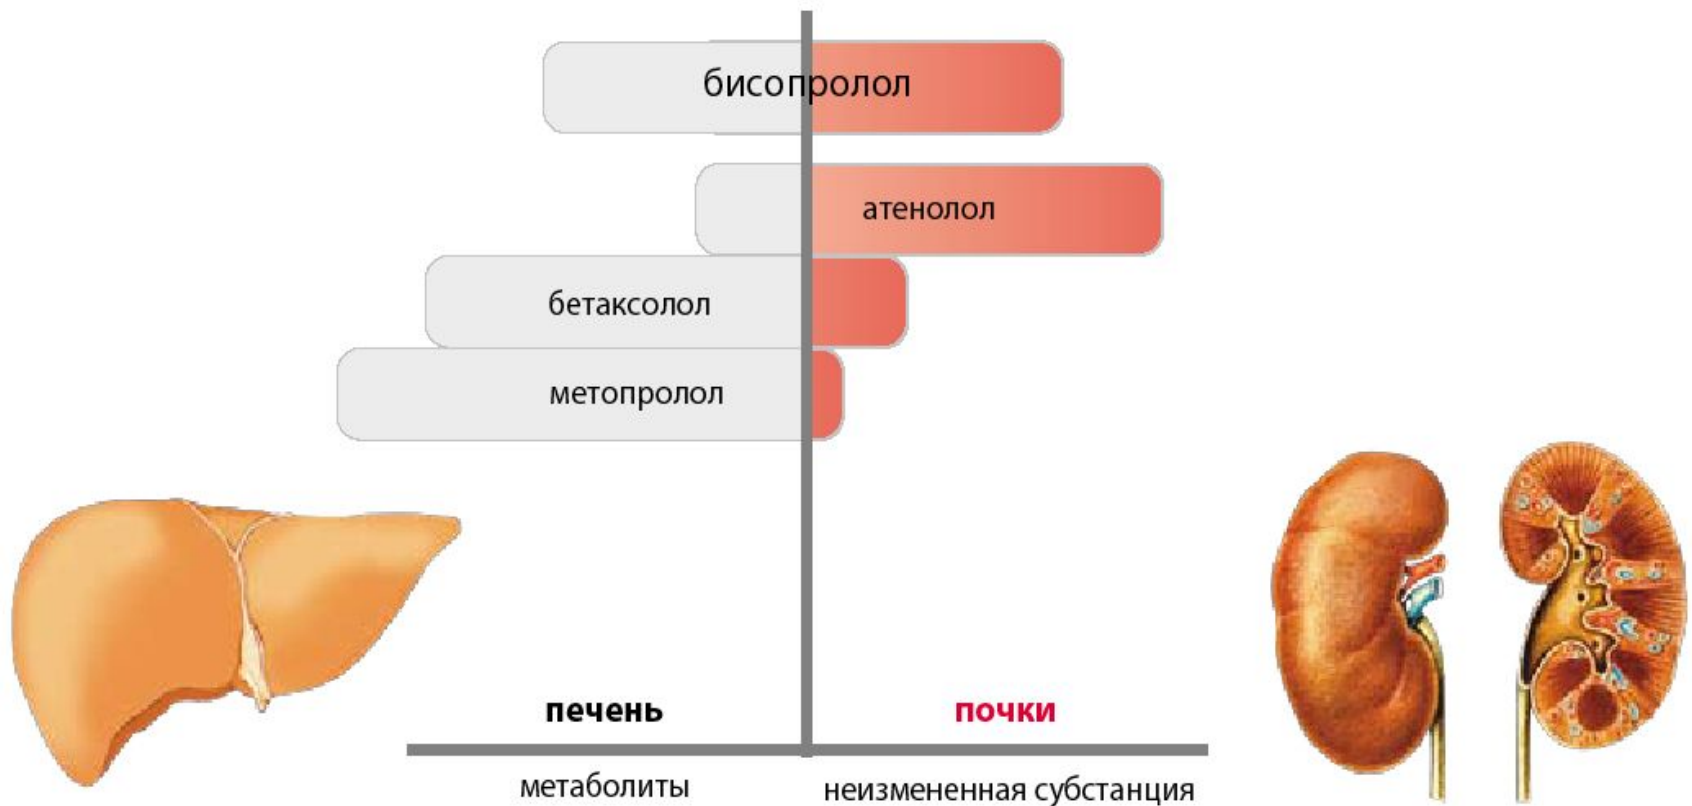 бисопролол
атенолол
бетаксолол
метопролол
печень
почки
метаболиты
неизмененная субстанция